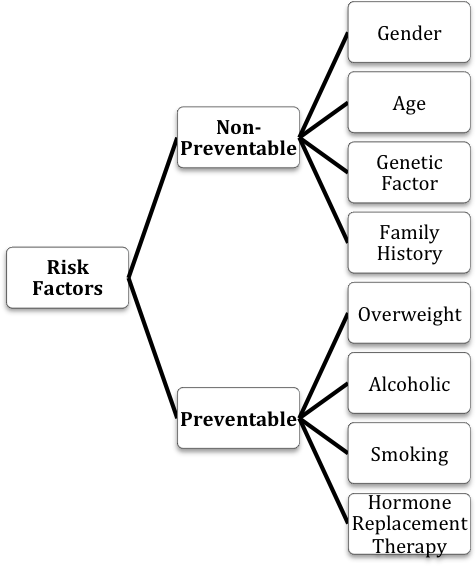 Risk
Factors
Non-
Preventable
Gender
Age
Genetic
Factor
Family
History
Preventable
Overweight
Alcoholic
Smoking
Hormone
Replacement
Therapy